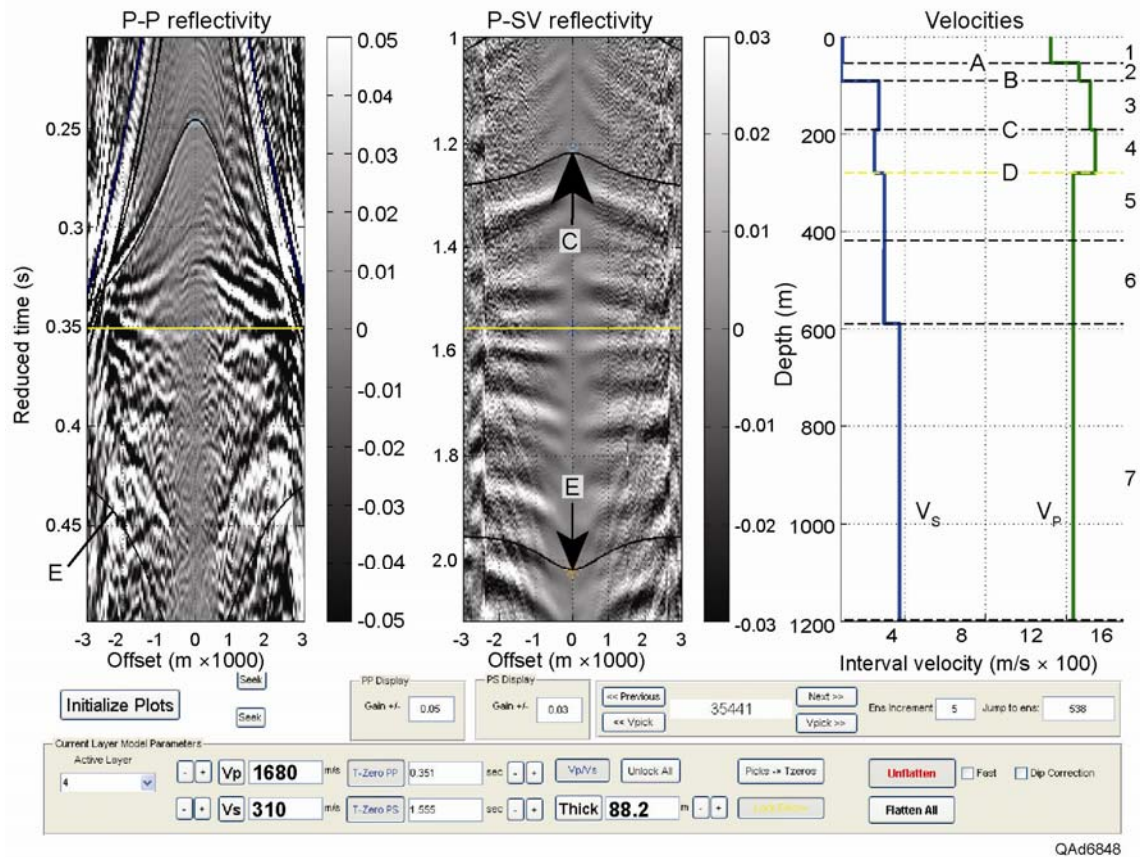 P-P reflectivity
P-SV reflectivity
Velocities
Reduced time (s)
0.25
0.3
0.35
0.4
0.45
E
-3 -2 -1 0 1 2 3
Offset (m ×1000)
0.05
0.04
0.03
0.02
0.01
0
-0.01
-0.02
-0.03
-0.04
-0.05
1
1.2
1.4
1.6
1.8
2.0
C
E
-3 -2 -1 0 1 2 3
Offset (m ×1000)
0.03
0.02
0.01
0
-0.01
-0.02
-0.03
Depth (m)
0
200
400
600
800
1000
1200
A
B
C
D
VS
VP
1
2
3
4
5
6
7
4 8 12 16
Interval velocity (m/s × 100)
Initialize Plots
Seek
Seek
PP Display
Gain +/- 0.05
PS Display
Gain +/- 0.03
<< Previous
<< Vpick
35441
Next >>
Vpick >>
Ens Increment 5 Jump to ens: 538
Current Layer Model Parameters
Active Layer
4
- + Vp 1680 m/s T-Zero PP 0.351 sec - + Vp/Vs Unlock All Picks -> Tzeros Unflatten Fast Dip Correction
- + Vs 310 m/s T-Zero PS 1.555 sec - + Thick 88.2 m - + Flatten All
QAd6848